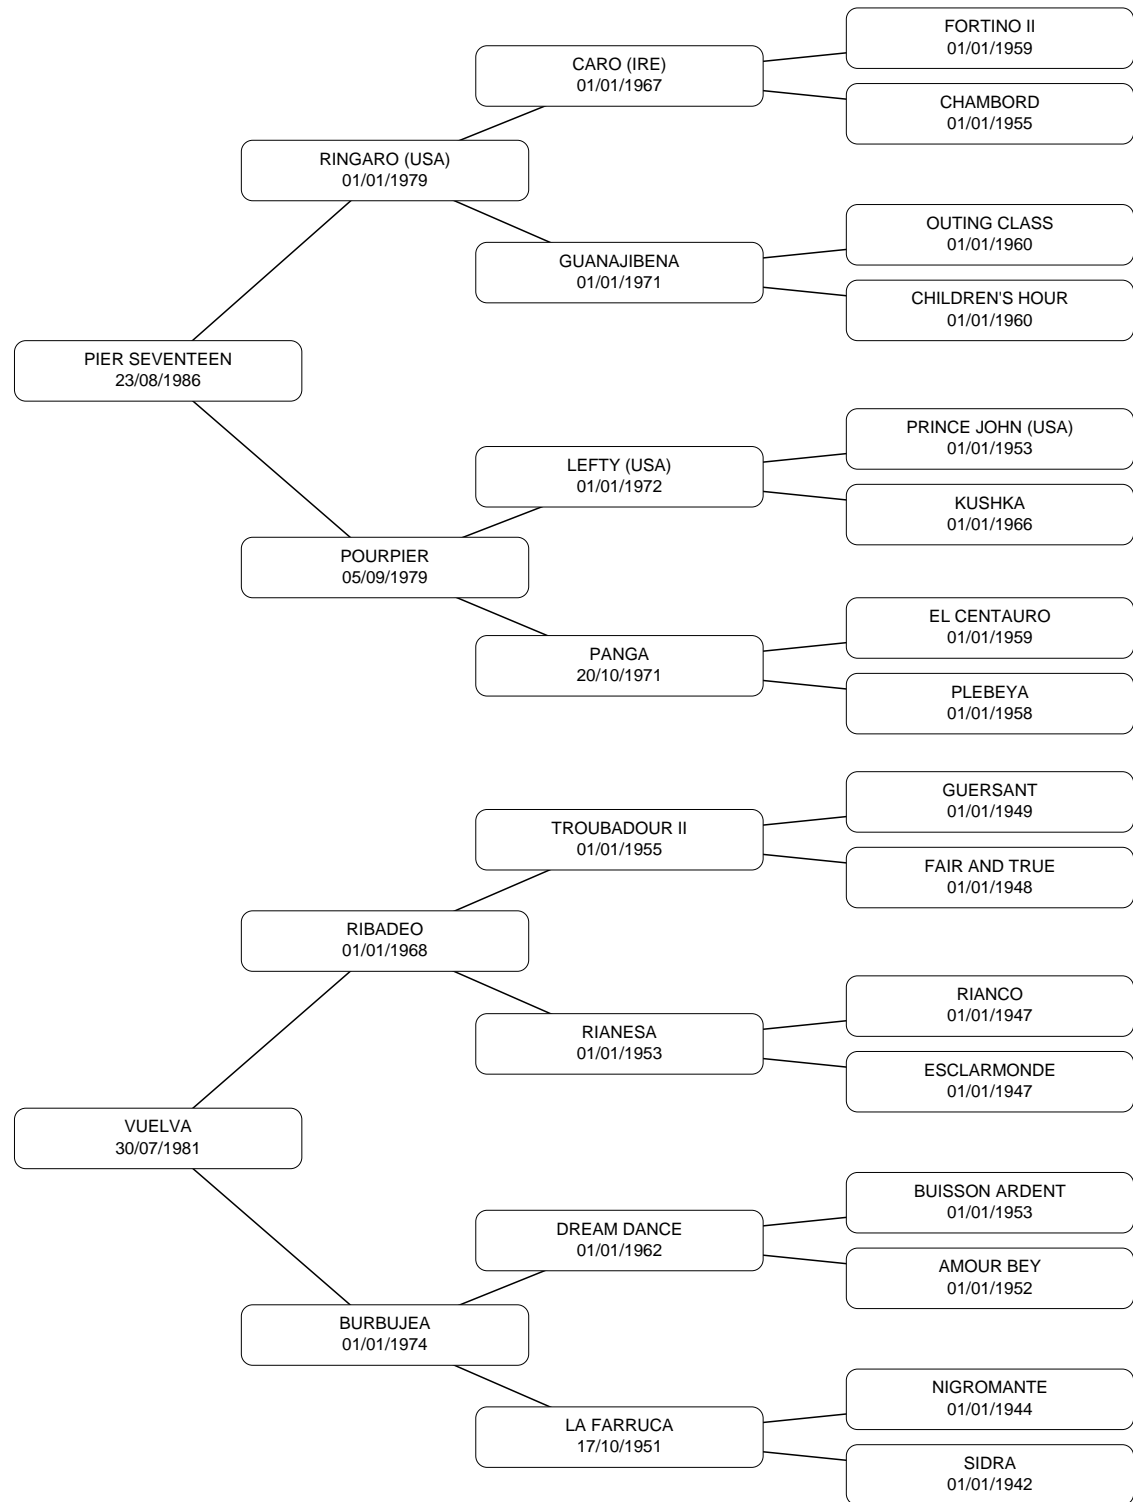 FORTINO II
01/01/1959
CARO (IRE)
01/01/1967
CHAMBORD
01/01/1955
RINGARO (USA)
01/01/1979
OUTING CLASS
01/01/1960
GUANAJIBENA
01/01/1971
CHILDREN'S HOUR
01/01/1960
PIER SEVENTEEN
23/08/1986
PRINCE JOHN (USA)
01/01/1953
LEFTY (USA)
01/01/1972
KUSHKA
01/01/1966
POURPIER
05/09/1979
EL CENTAURO
01/01/1959
PANGA
20/10/1971
PLEBEYA
01/01/1958
GUERSANT
01/01/1949
TROUBADOUR II
01/01/1955
FAIR AND TRUE
01/01/1948
RIBADEO
01/01/1968
RIANCO
01/01/1947
RIANESA
01/01/1953
ESCLARMONDE
01/01/1947
VUELVA
30/07/1981
BUISSON ARDENT
01/01/1953
DREAM DANCE
01/01/1962
AMOUR BEY
01/01/1952
BURBUJEA
01/01/1974
NIGROMANTE
01/01/1944
LA FARRUCA
17/10/1951
SIDRA
01/01/1942